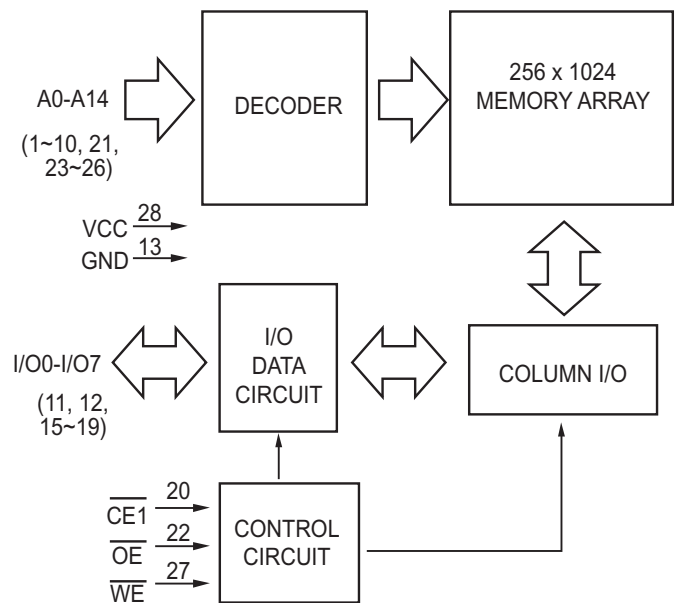 A0-A14
(1~10, 21,
23~26)
DECODER
256 x 1024
MEMORY ARRAY
VCC 28
GND 13
I/O0-I/O7
(11, 12,
15~19)
I/O
DATA
CIRCUIT
COLUMN I/O
CE1 20
OE 22
WE 27
CONTROL
CIRCUIT